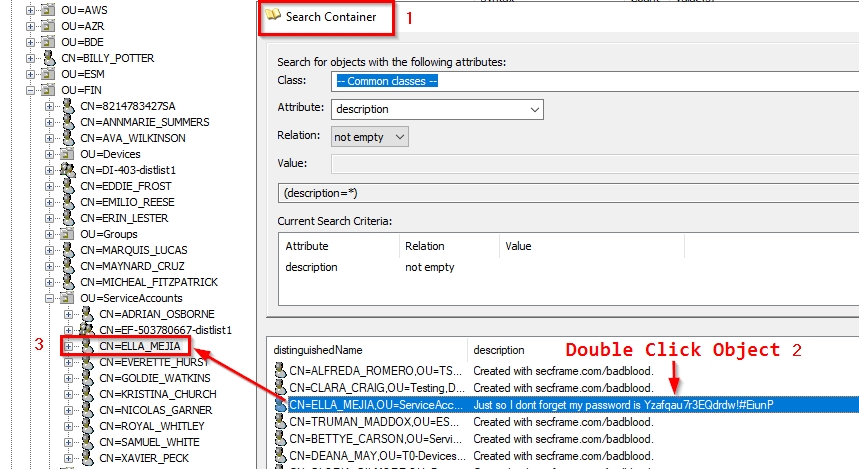 OU=AWS
OU=AZR
OU=BDE
CN=BILLY_POTTER
OU=ESM
OU=FIN
CN=8214783427SA
CN=ANNMARIE_SUMMERS
CN=AVA_WILKINSON
OU=Devices
CN=DI-403-distlist1
CN=EDDIE_FROST
CN=EMILIO_REESE
CN=ERIN_LESTER
OU=Groups
CN=MARQUIS_LUCAS
CN=MAYNARD_CRUZ
CN=MICHEAL_FITZPATRICK
OU=ServiceAccounts
CN=ADRIAN_OSBORNE
CN=EF-503780667-distlist1
3 CN=ELLA_MEJIA
CN=EVERETTE_HURST
CN=GOLDIE_WATKINS
CN=KRISTINA_CHURCH
CN=NICOLAS_GARNER
CN=ROYAL_WHITLEY
CN=SAMUEL_WHITE
CN=XAVIER_PECK
Search Container 1
Search for objects with the following attributes:
Class: -- Common classes --
Attribute: description
Relation: not empty
Value:
(description=*)
Current Search Criteria:
Attribute Relation Value
description not empty
Double Click Object 2
distinguishedName description
CN=ALFREDA_ROMERO,OU=TS... Created with secframe.com/badblood.
CN=CLARA_CRAIG,OU=Testing,D... Created with secframe.com/badblood.
CN=ELLA_MEJIA,OU=ServiceAcc... Just so I dont forget my password is Yzafqau7r3EQdrdw!#EiunP
CN=TRUMAN_MADDOX,OU=ES... Created with secframe.com/badblood.
CN=BETTYE_CARSON,OU=Servi... Created with secframe.com/badblood.
CN=DEANA_MAY,OU=T0-Devices... Created with secframe.com/badblood.